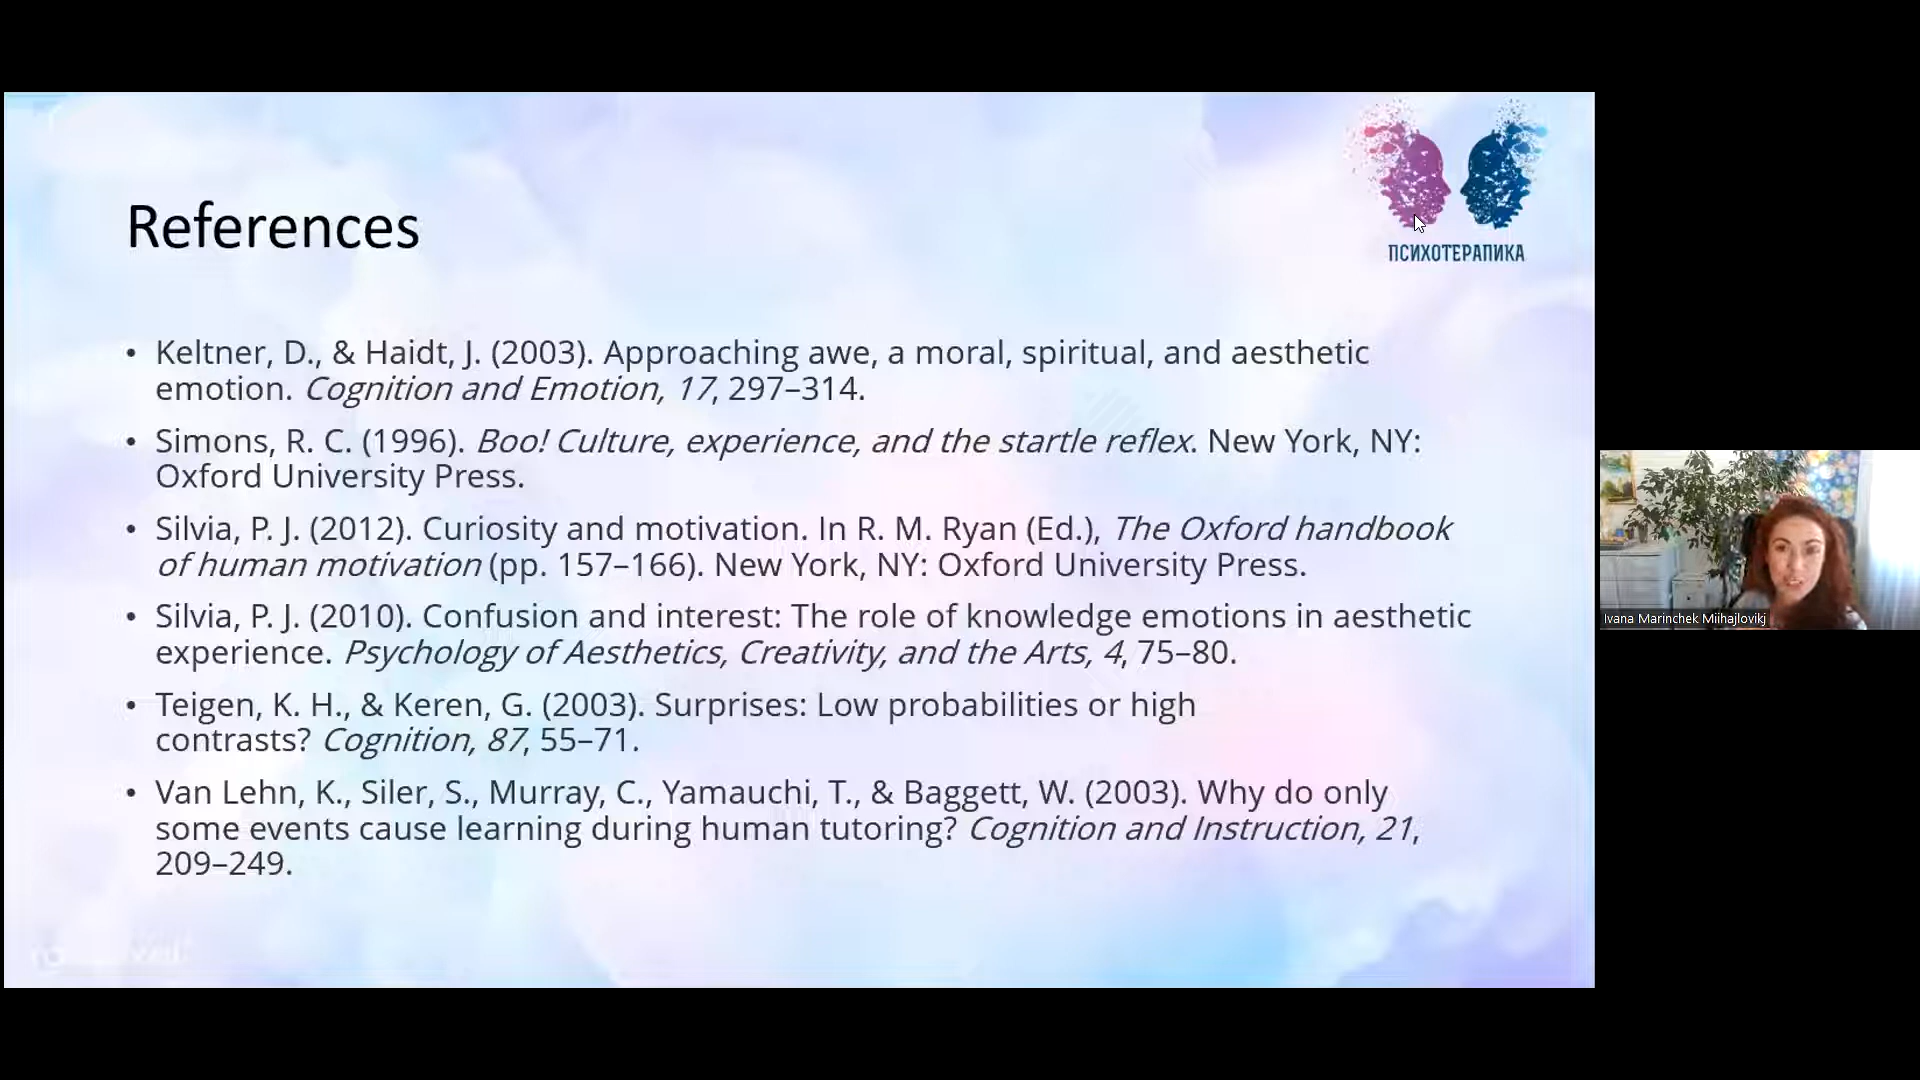 ПСИХОТЕРАПИКА
References
• Keltner, D., & Haidt, J. (2003). Approaching awe, a moral, spiritual, and aesthetic
emotion. Cognition and Emotion, 17, 297–314.
• Simons, R. C. (1996). Boo! Culture, experience, and the startle reflex. New York, NY:
Oxford University Press.
• Silvia, P. J. (2012). Curiosity and motivation. In R. M. Ryan (Ed.), The Oxford handbook
of human motivation (pp. 157–166). New York, NY: Oxford University Press.
• Silvia, P. J. (2010). Confusion and interest: The role of knowledge emotions in aesthetic
experience. Psychology of Aesthetics, Creativity, and the Arts, 4, 75–80.
• Teigen, K. H., & Keren, G. (2003). Surprises: Low probabilities or high
contrasts? Cognition, 87, 55–71.
• Van Lehn, K., Siler, S., Murray, C., Yamauchi, T., & Baggett, W. (2003). Why do only
some events cause learning during human tutoring? Cognition and Instruction, 21,
209–249.
Ivana Marinchek Miihajlovikj